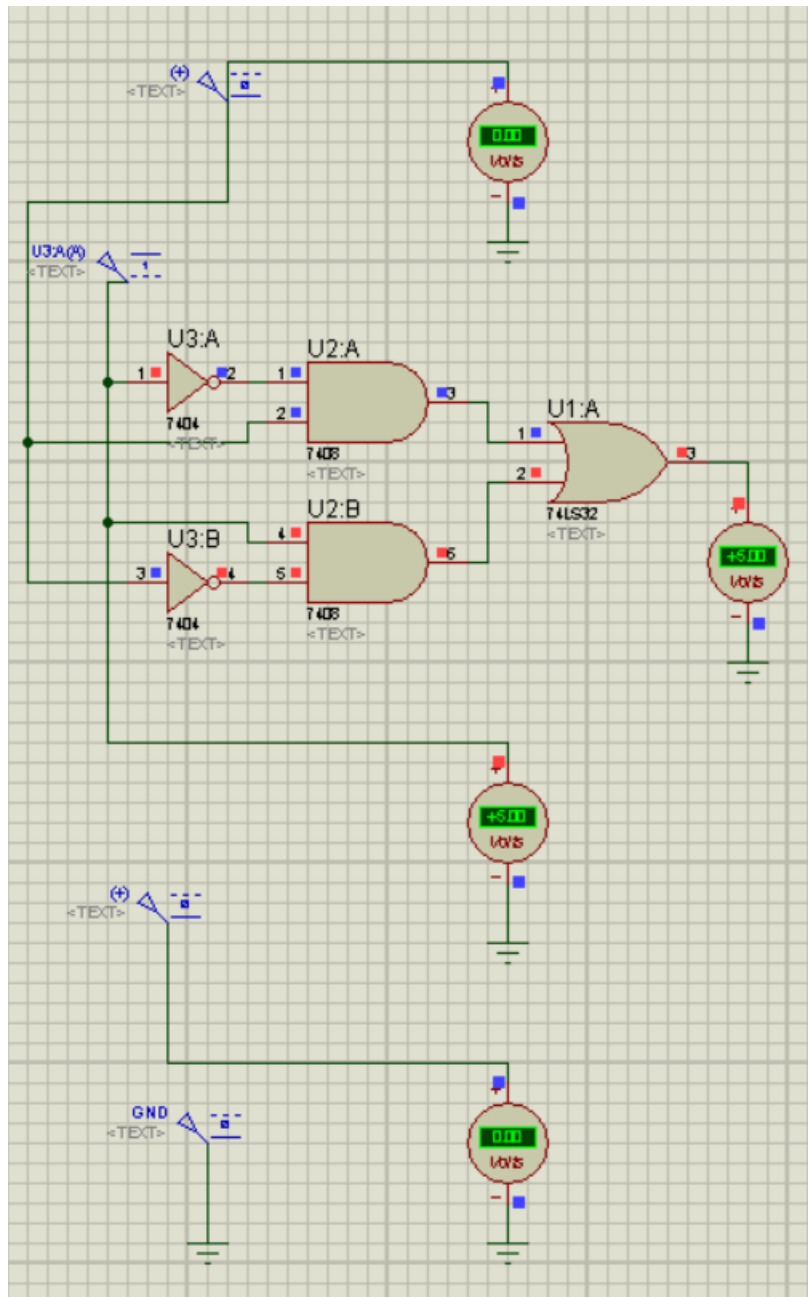 (+)
<TEXT>
0
+
0.00
Volts
−
U3:A(A)
<TEXT>
1
U3:A
1
2
7404
<TEXT>
U2:A
1
2
3
7408
<TEXT>
U1:A
1
2
3
74LS32
<TEXT>
U3:B
3
4
7404
<TEXT>
U2:B
4
5
6
7408
<TEXT>
+
+5.00
Volts
−
+
+5.00
Volts
−
(+)
<TEXT>
0
+
0.00
Volts
−
GND
<TEXT>
0